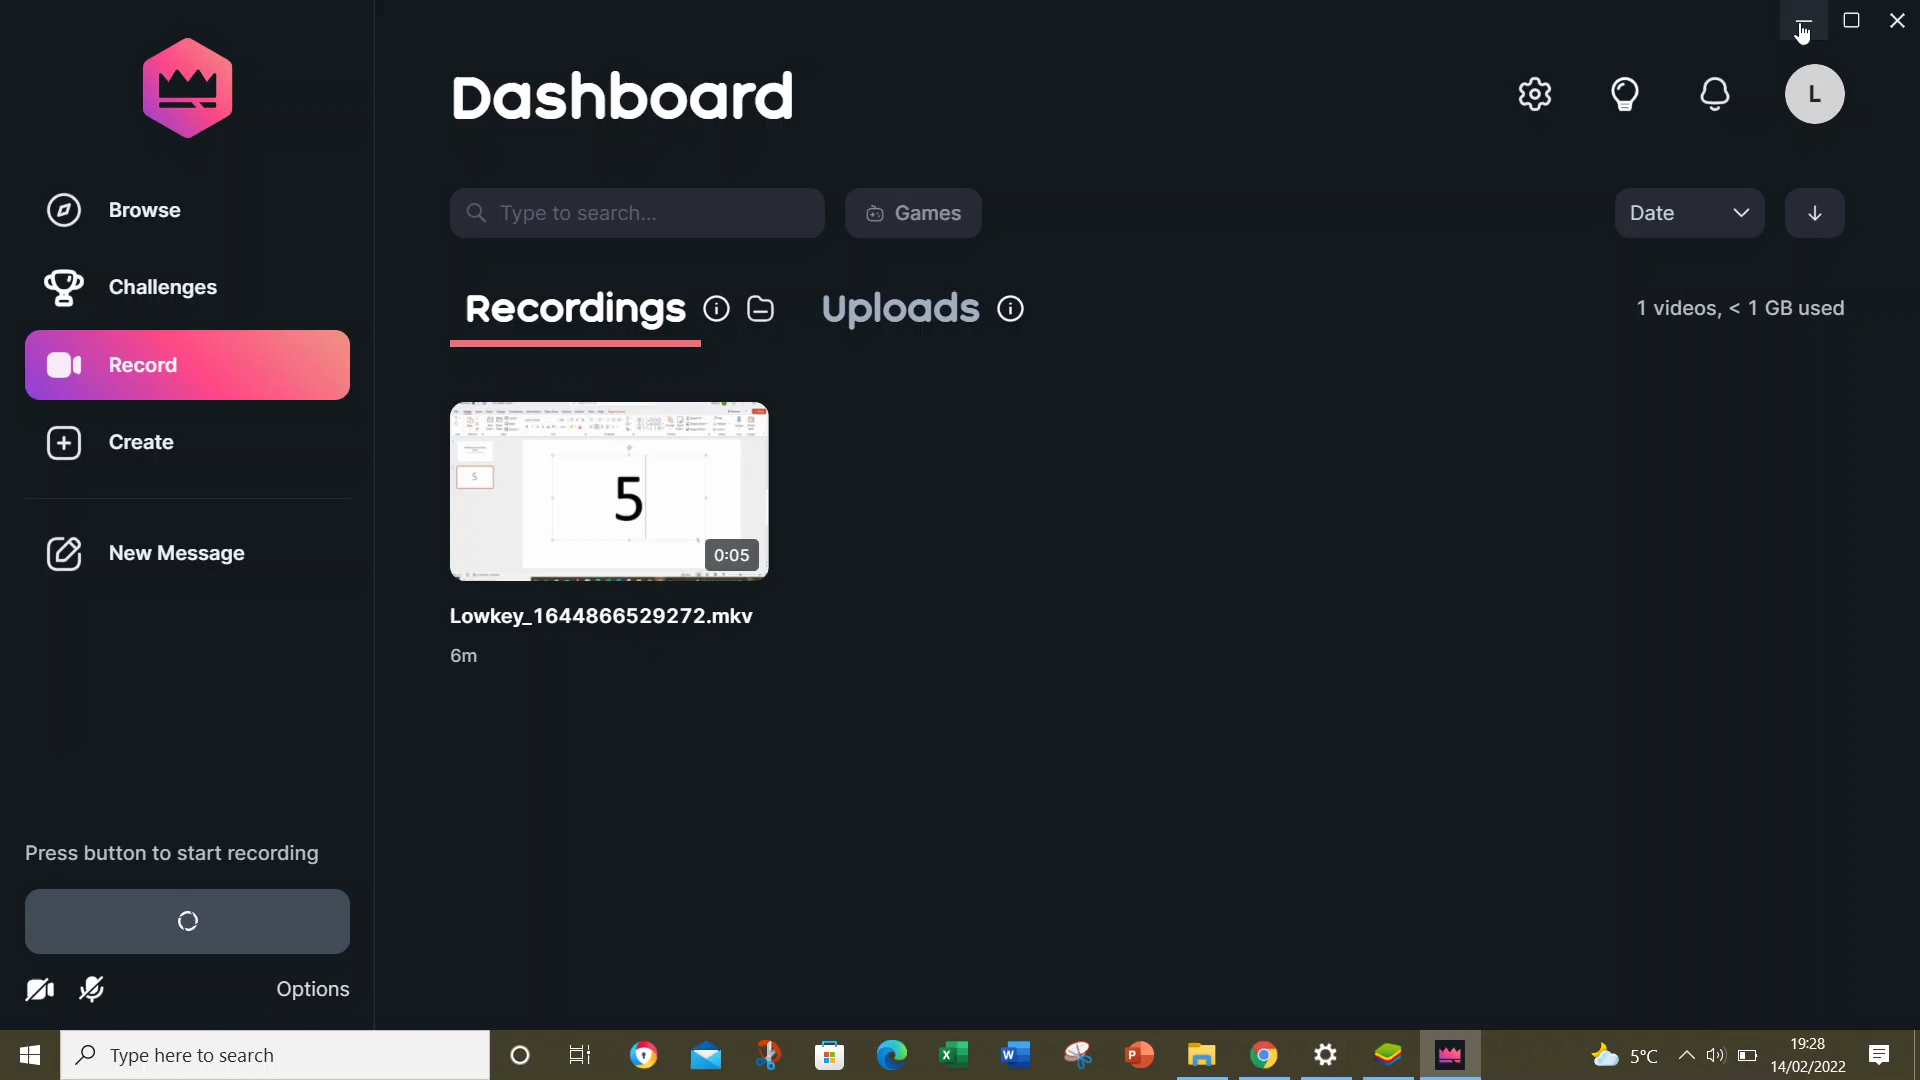 Dashboard
L
Browse
Challenges
Record
Create
New Message
Type to search...
Games
Date
Recordings
Uploads
1 videos, < 1 GB used
5
5
0:05
Lowkey_1644866529272.mkv
6m
Press button to start recording
Options
Type here to search
5°C
19:28
14/02/2022